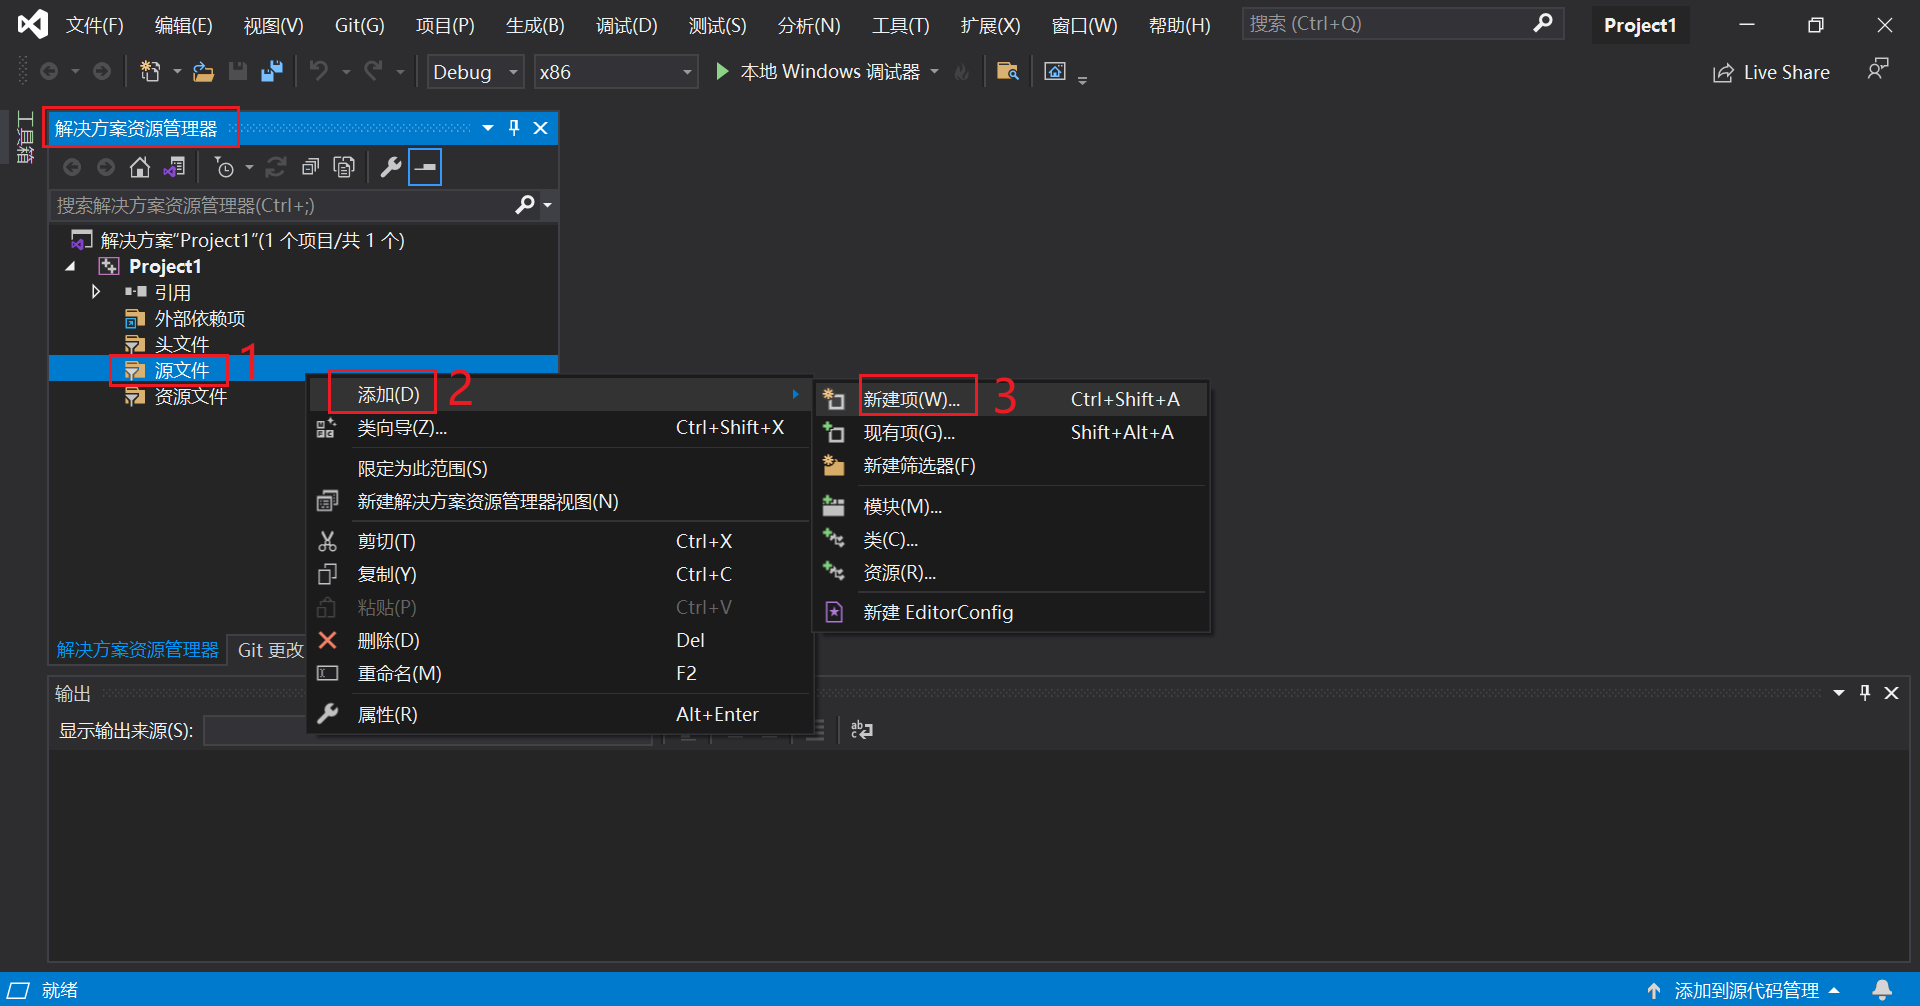 文件(F) 编辑(E) 视图(V) Git(G) 项目(P) 生成(B) 调试(D) 测试(S) 分析(N) 工具(T) 扩展(X) 窗口(W) 帮助(H) 搜索 (Ctrl+Q) Project1
Debug x86 本地 Windows 调试器 Live Share
工具箱
解决方案资源管理器
搜索解决方案资源管理器(Ctrl+;)
解决方案"Project1"(1 个项目/共 1 个)
Project1
引用
外部依赖项
头文件
源文件 1
资源文件
添加(D) 2
类向导(Z)... Ctrl+Shift+X
限定为此范围(S)
新建解决方案资源管理器视图(N)
剪切(T) Ctrl+X
复制(Y) Ctrl+C
粘贴(P) Ctrl+V
删除(D) Del
重命名(M) F2
属性(R) Alt+Enter
新建项(W)... 3 Ctrl+Shift+A
现有项(G)... Shift+Alt+A
新建筛选器(F)
模块(M)...
类(C)...
资源(R)...
新建 EditorConfig
解决方案资源管理器 Git 更改
输出
显示输出来源(S):
就绪 添加到源代码管理